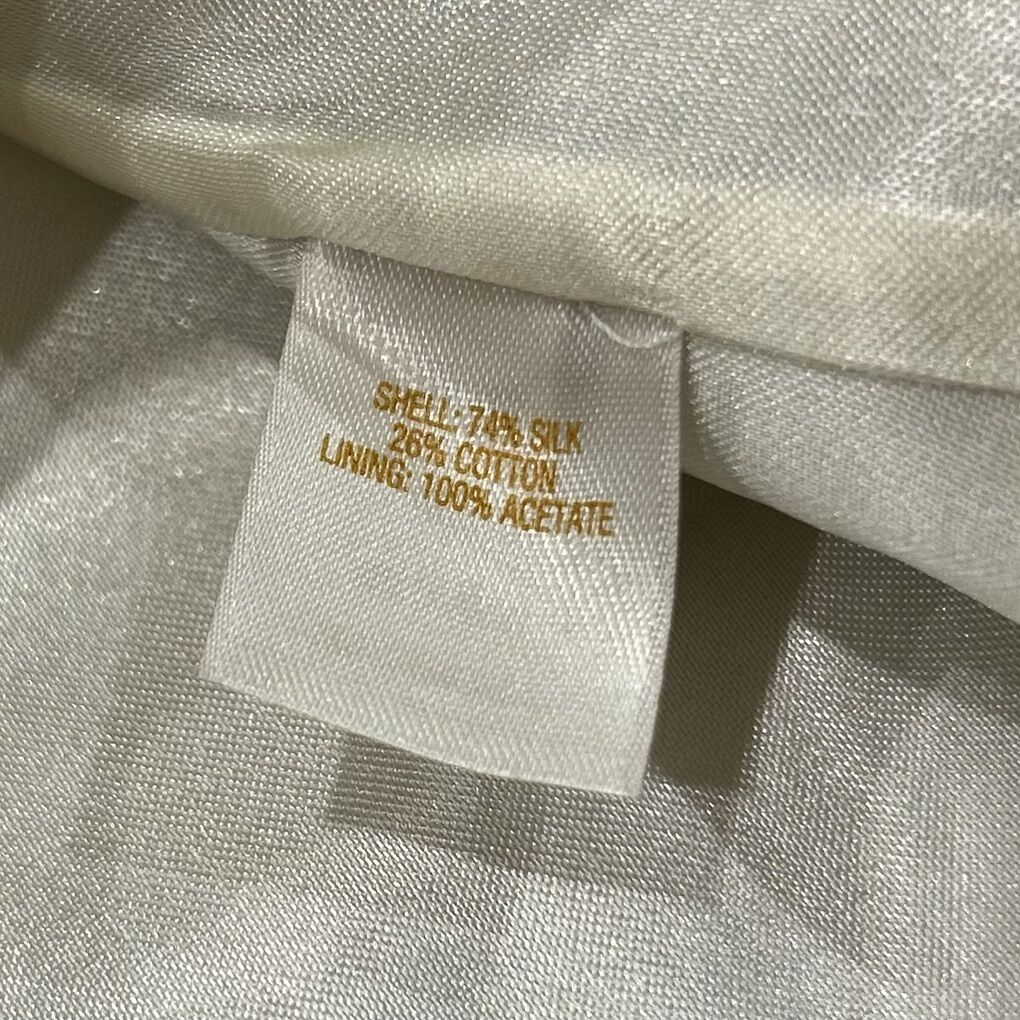 SHELL: 74% SILK
26% COTTON
LINING: 100% ACETATE